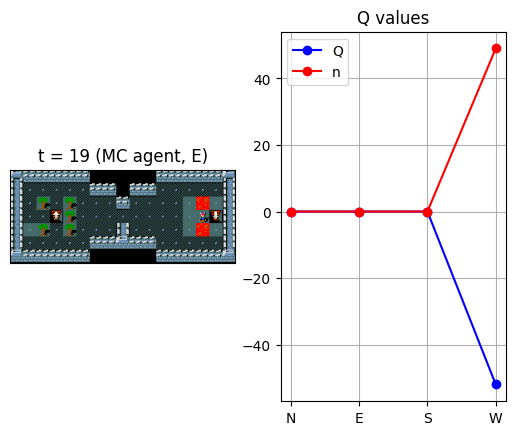 Q values
t = 19 (MC agent, E)
Q
n
40
20
0
−20
−40
N E S W